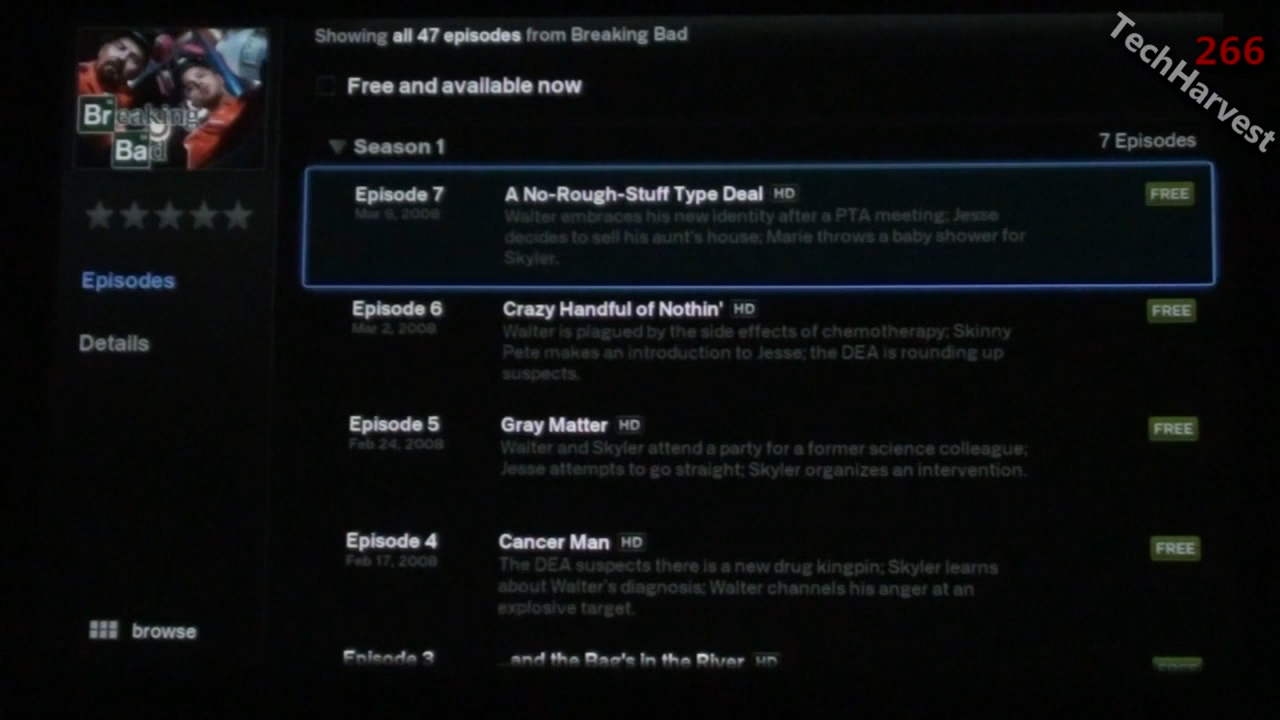 Showing all 47 episodes from Breaking Bad
TechHarvest
266
Breaking
Bad
Free and available now
Season 1
7 Episodes
Episode 7
A No-Rough-Stuff Type Deal HD
FREE
Mar 9, 2008
Walter embraces his new identity after a PTA meeting; Jesse
decides to sell his aunt's house; Marie throws a baby shower for
Skyler.
Episodes
Details
Episode 6
Crazy Handful of Nothin' HD
FREE
Mar 2, 2008
Walter is plagued by the side effects of chemotherapy; Skinny
Pete makes an introduction to Jesse; the DEA is rounding up
suspects.
Episode 5
Gray Matter HD
FREE
Feb 24, 2008
Walter and Skyler attend a party for a former science colleague;
Jesse attempts to go straight; Skyler organizes an intervention.
Episode 4
Cancer Man HD
FREE
Feb 17, 2008
The DEA suspects there is a new drug kingpin; Skyler learns
about Walter's diagnosis; Walter channels his anger at an
explosive target.
browse
Episode 3
...and the Bag's in the River HD
FREE